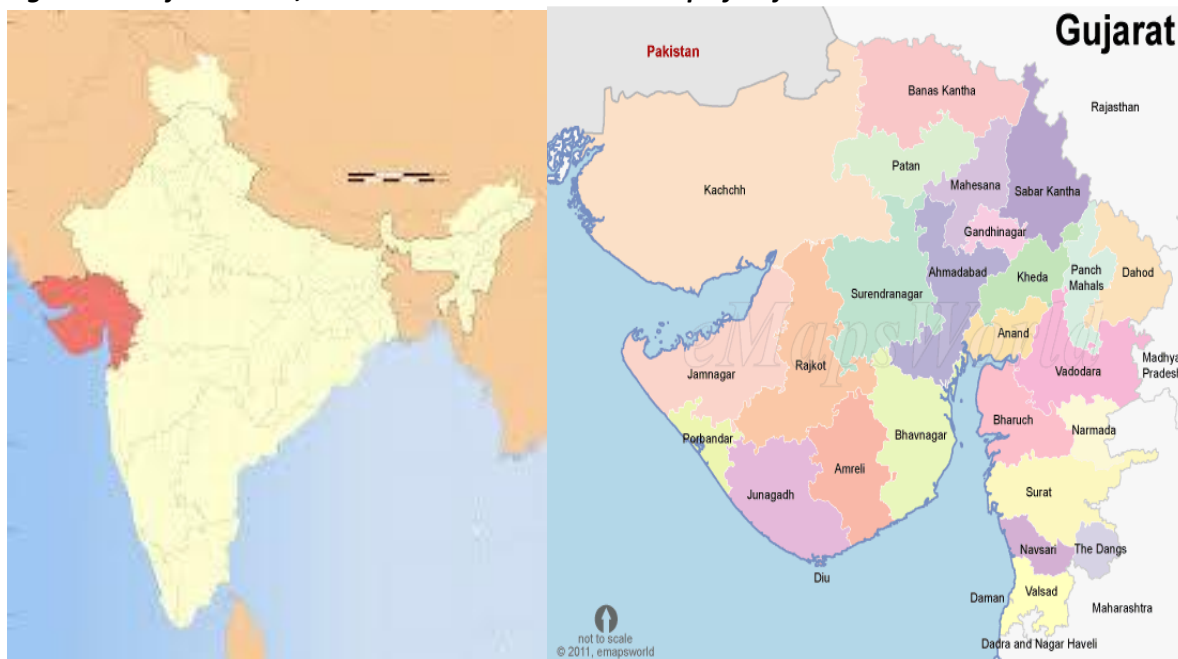 Gujarat
Pakistan
Banas Kantha
Rajasthan
Patan
Mahesana
Sabar Kantha
Kachchh
Gandhinagar
Ahmadabad
Kheda
Panch
Mahals
Dahod
Surendranagar
eMapsWorld
Anand
Madhya
Pradesh
Jamnagar
Rajkot
Vadodara
Bharuch
Narmada
Porbandar
Bhavnagar
Amreli
Junagadh
Surat
Navsari
The Dangs
Diu
Daman
Valsad
Maharashtra
not to scale
© 2011, emapsworld
Dadra and Nagar Haveli